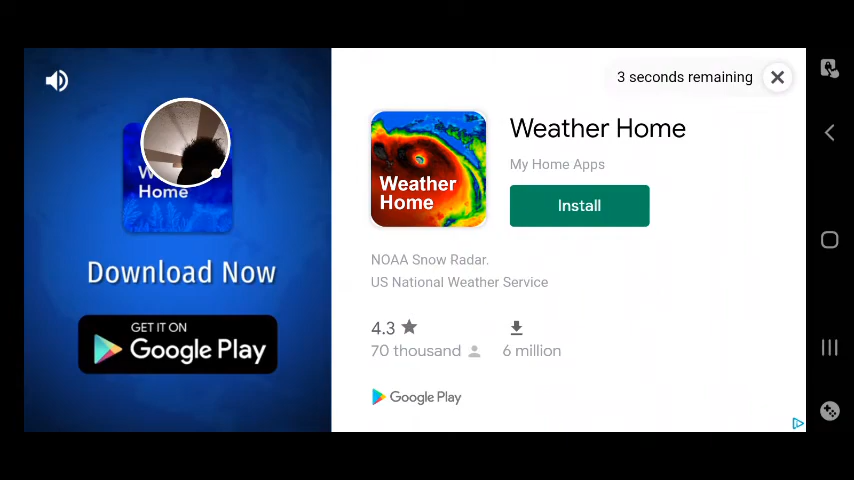 W
Home
Download Now
GET IT ON
Google Play
3 seconds remaining
Weather
Home
Weather Home
My Home Apps
Install
NOAA Snow Radar.
US National Weather Service
4.3
70 thousand
6 million
Google Play